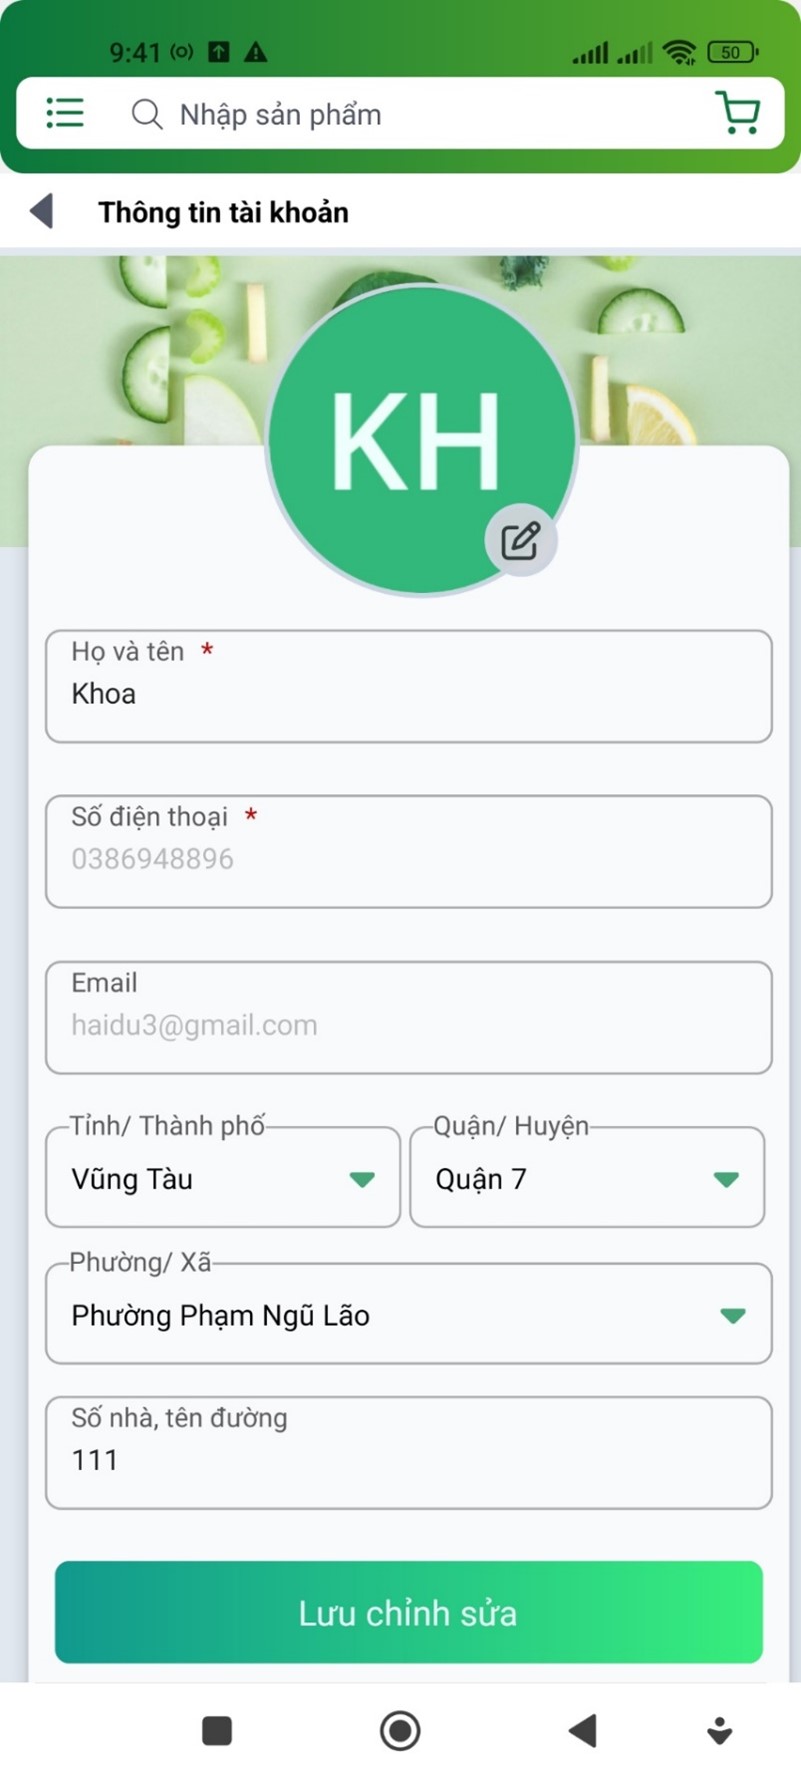 9:41
50
Nhập sản phẩm
Thông tin tài khoản
KH
Họ và tên *
Khoa
Số điện thoại *
0386948896
Email
haidu3@gmail.com
Tỉnh/ Thành phố
Quận/ Huyện
Vũng Tàu
Quận 7
Phường/ Xã
Phường Phạm Ngũ Lão
Số nhà, tên đường
111
Lưu chỉnh sửa